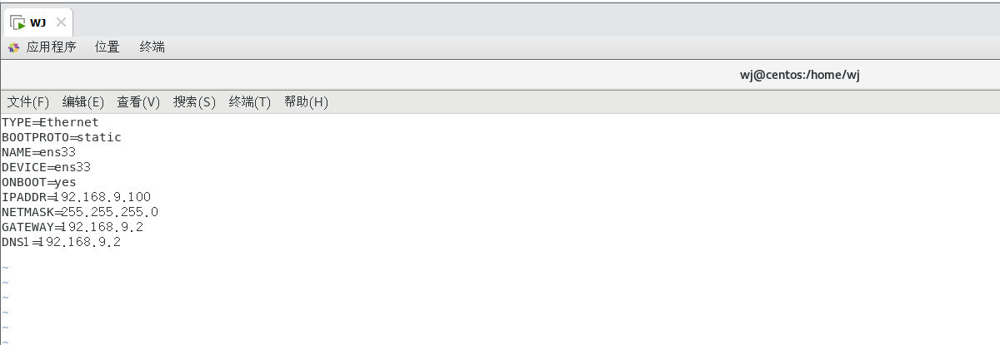 WJ
应用程序 位置 终端
wj@centos:/home/wj
文件(F) 编辑(E) 查看(V) 搜索(S) 终端(T) 帮助(H)
TYPE=Ethernet
BOOTPROTO=static
NAME=ens33
DEVICE=ens33
ONBOOT=yes
IPADDR=192.168.9.100
NETMASK=255.255.255.0
GATEWAY=192.168.9.2
DNS1=192.168.9.2
~
~
~
~
~
~